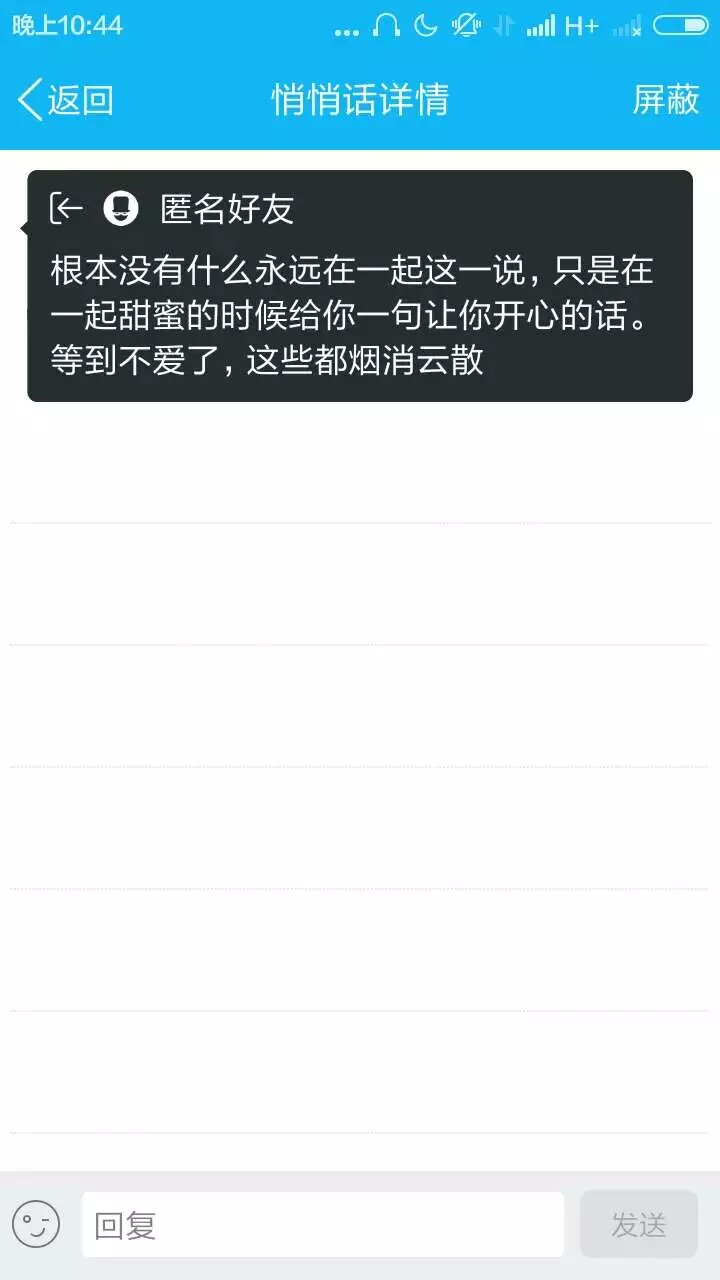 晚上10:44
... H+
返回
悄悄话详情
屏蔽
匿名好友
根本没有什么永远在一起这一说，只是在
一起甜蜜的时候给你一句让你开心的话。
等到不爱了，这些都烟消云散
回复
发送